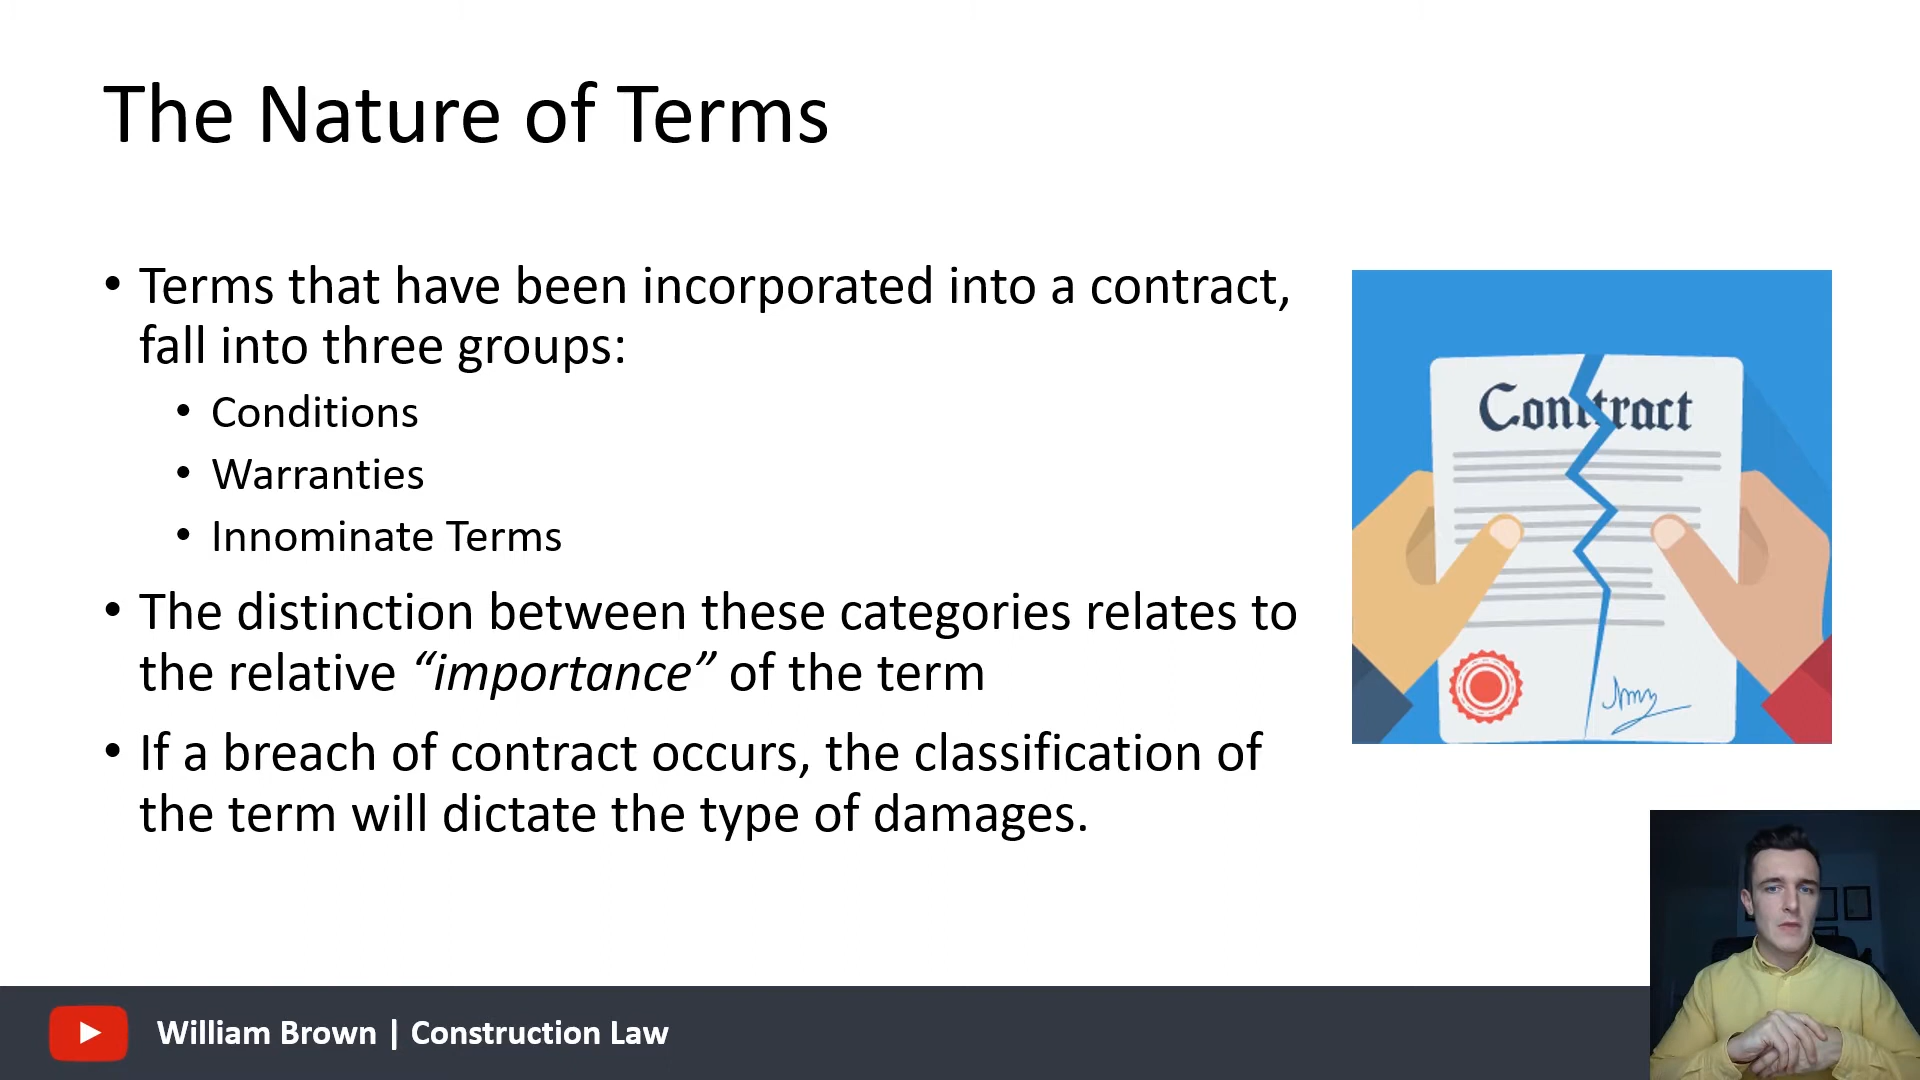 The Nature of Terms
• Terms that have been incorporated into a contract,
fall into three groups:
• Conditions
• Warranties
• Innominate Terms
• The distinction between these categories relates to
the relative “importance” of the term
• If a breach of contract occurs, the classification of
the term will dictate the type of damages.
Contract
William Brown | Construction Law